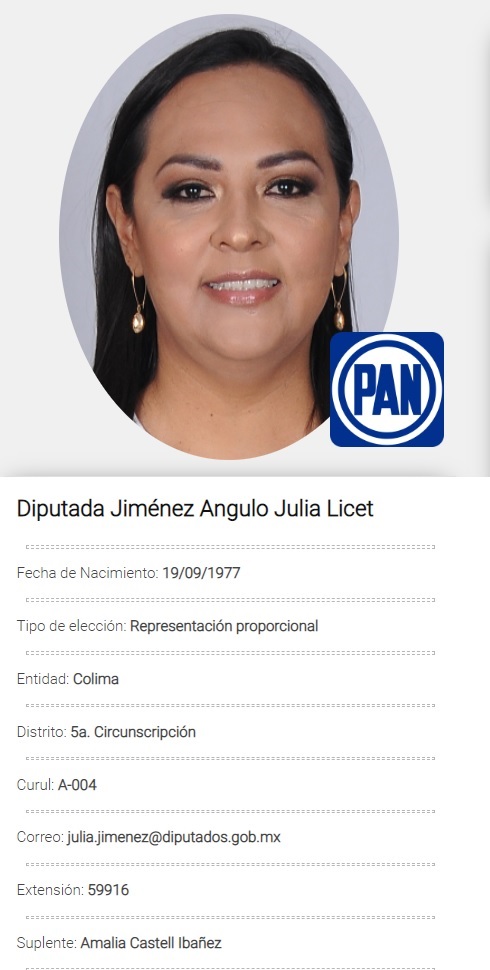 PAN
Diputada Jiménez Angulo Julia Licet
Fecha de Nacimiento: 19/09/1977
Tipo de elección: Representación proporcional
Entidad: Colima
Distrito: 5a. Circunscripción
Curul: A-004
Correo: julia.jimenez@diputados.gob.mx
Extensión: 59916
Suplente: Amalia Castell Ibañez